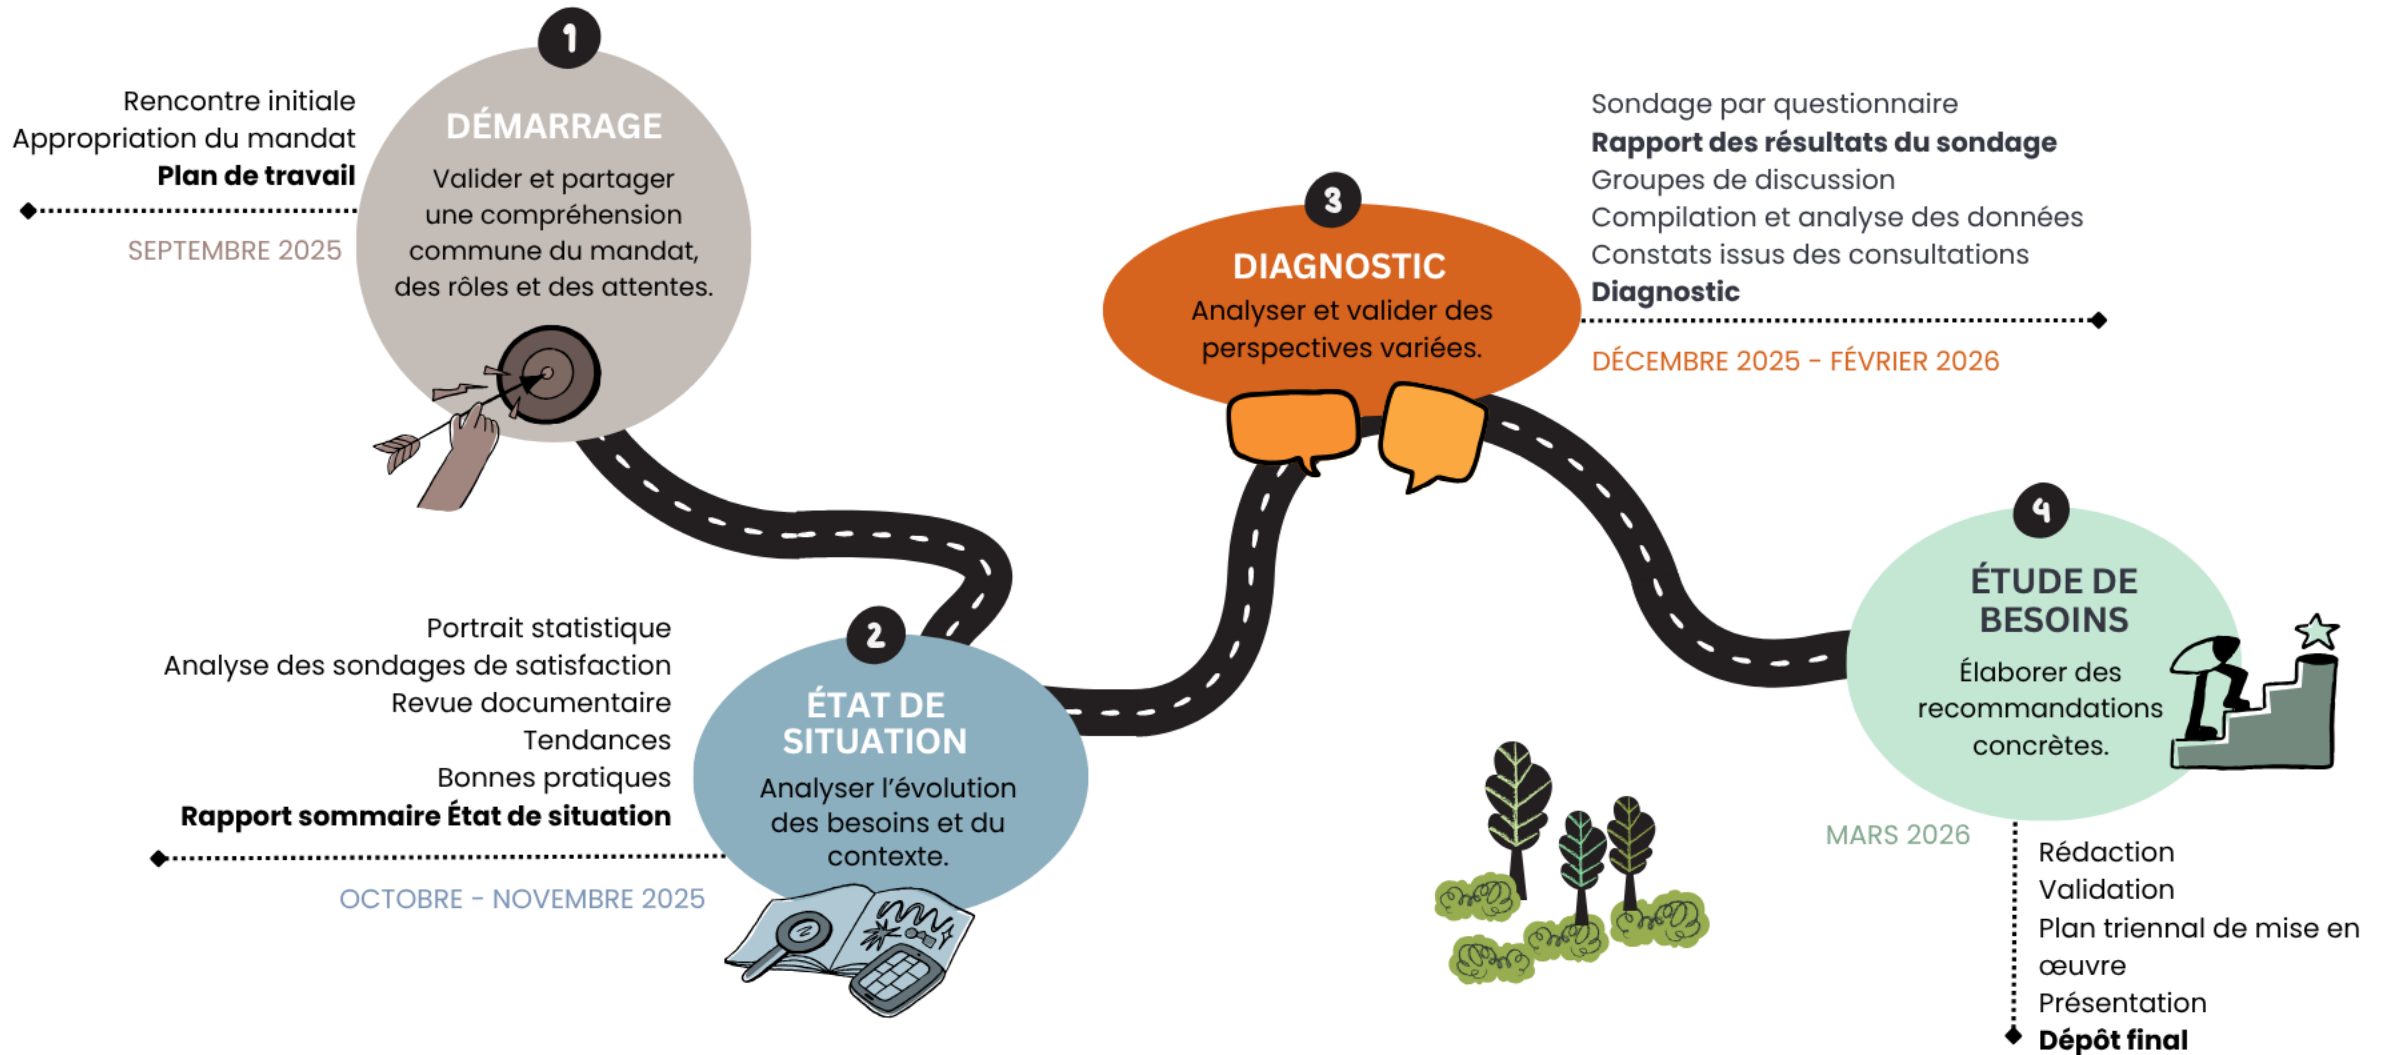 1
DÉMARRAGE
Valider et partager
une compréhension
commune du mandat,
des rôles et des attentes.
Rencontre initiale
Appropriation du mandat
Plan de travail
SEPTEMBRE 2025
2
ÉTAT DE
SITUATION
Analyser l’évolution
des besoins et du
contexte.
Portrait statistique
Analyse des sondages de satisfaction
Revue documentaire
Tendances
Bonnes pratiques
Rapport sommaire État de situation
OCTOBRE - NOVEMBRE 2025
3
DIAGNOSTIC
Analyser et valider des
perspectives variées.
Sondage par questionnaire
Rapport des résultats du sondage
Groupes de discussion
Compilation et analyse des données
Constats issus des consultations
Diagnostic
DÉCEMBRE 2025 - FÉVRIER 2026
4
ÉTUDE DE
BESOINS
Élaborer des
recommandations
concrètes.
MARS 2026
Rédaction
Validation
Plan triennal de mise en
œuvre
Présentation
Dépôt final